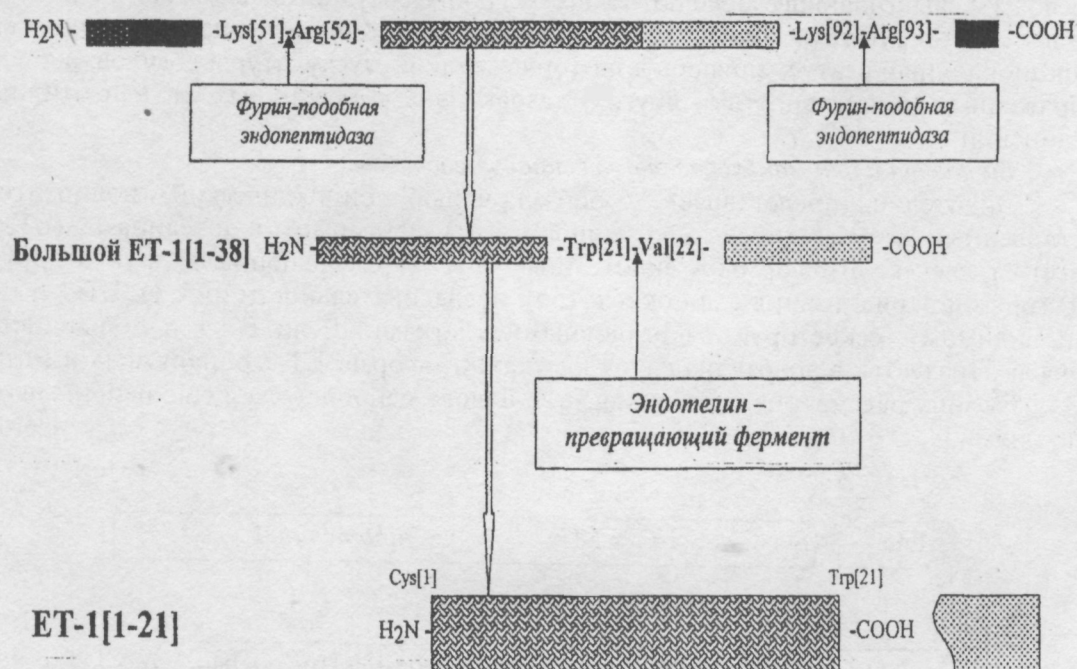 H₂N- -Lys[51]-Arg[52]- -Lys[92]-Arg[93]- -COOH
Фурин-подобная эндопептидаза
Фурин-подобная эндопептидаза
Большой ET-1[1-38] H₂N- -Trp[21]-Val[22]- -COOH
Эндотелин –
превращающий фермент
Cys[1] Trp[21]
ET-1[1-21] H₂N- -COOH